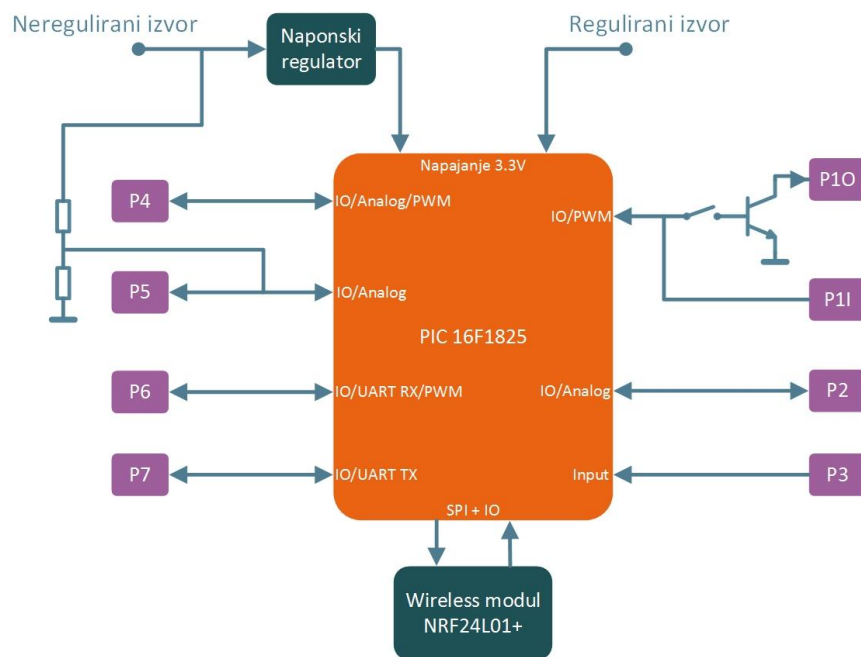 Neregulirani izvor
Naponski
regulator
Regulirani izvor
Napajanje 3.3V
P4
IO/Analog/PWM
IO/PWM
P1O
P5
IO/Analog
P1I
PIC 16F1825
P6
IO/UART RX/PWM
IO/Analog
P2
P7
IO/UART TX
Input
P3
SPI + IO
Wireless modul
NRF24L01+